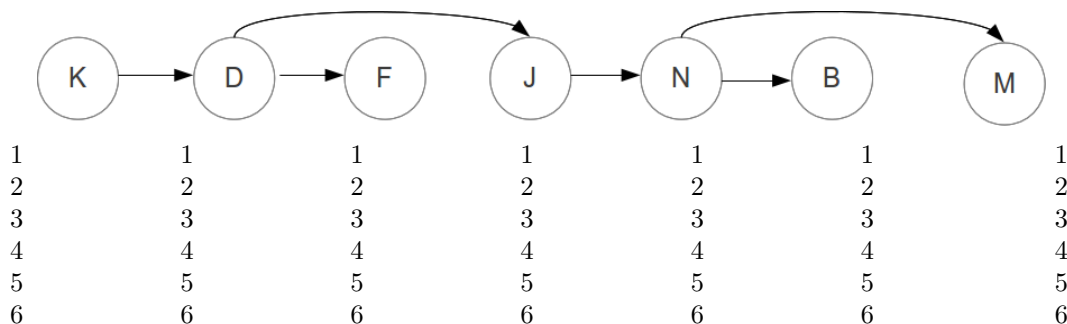 K D F J N B M
1 1 1 1 1 1 1
2 2 2 2 2 2 2
3 3 3 3 3 3 3
4 4 4 4 4 4 4
5 5 5 5 5 5 5
6 6 6 6 6 6 6